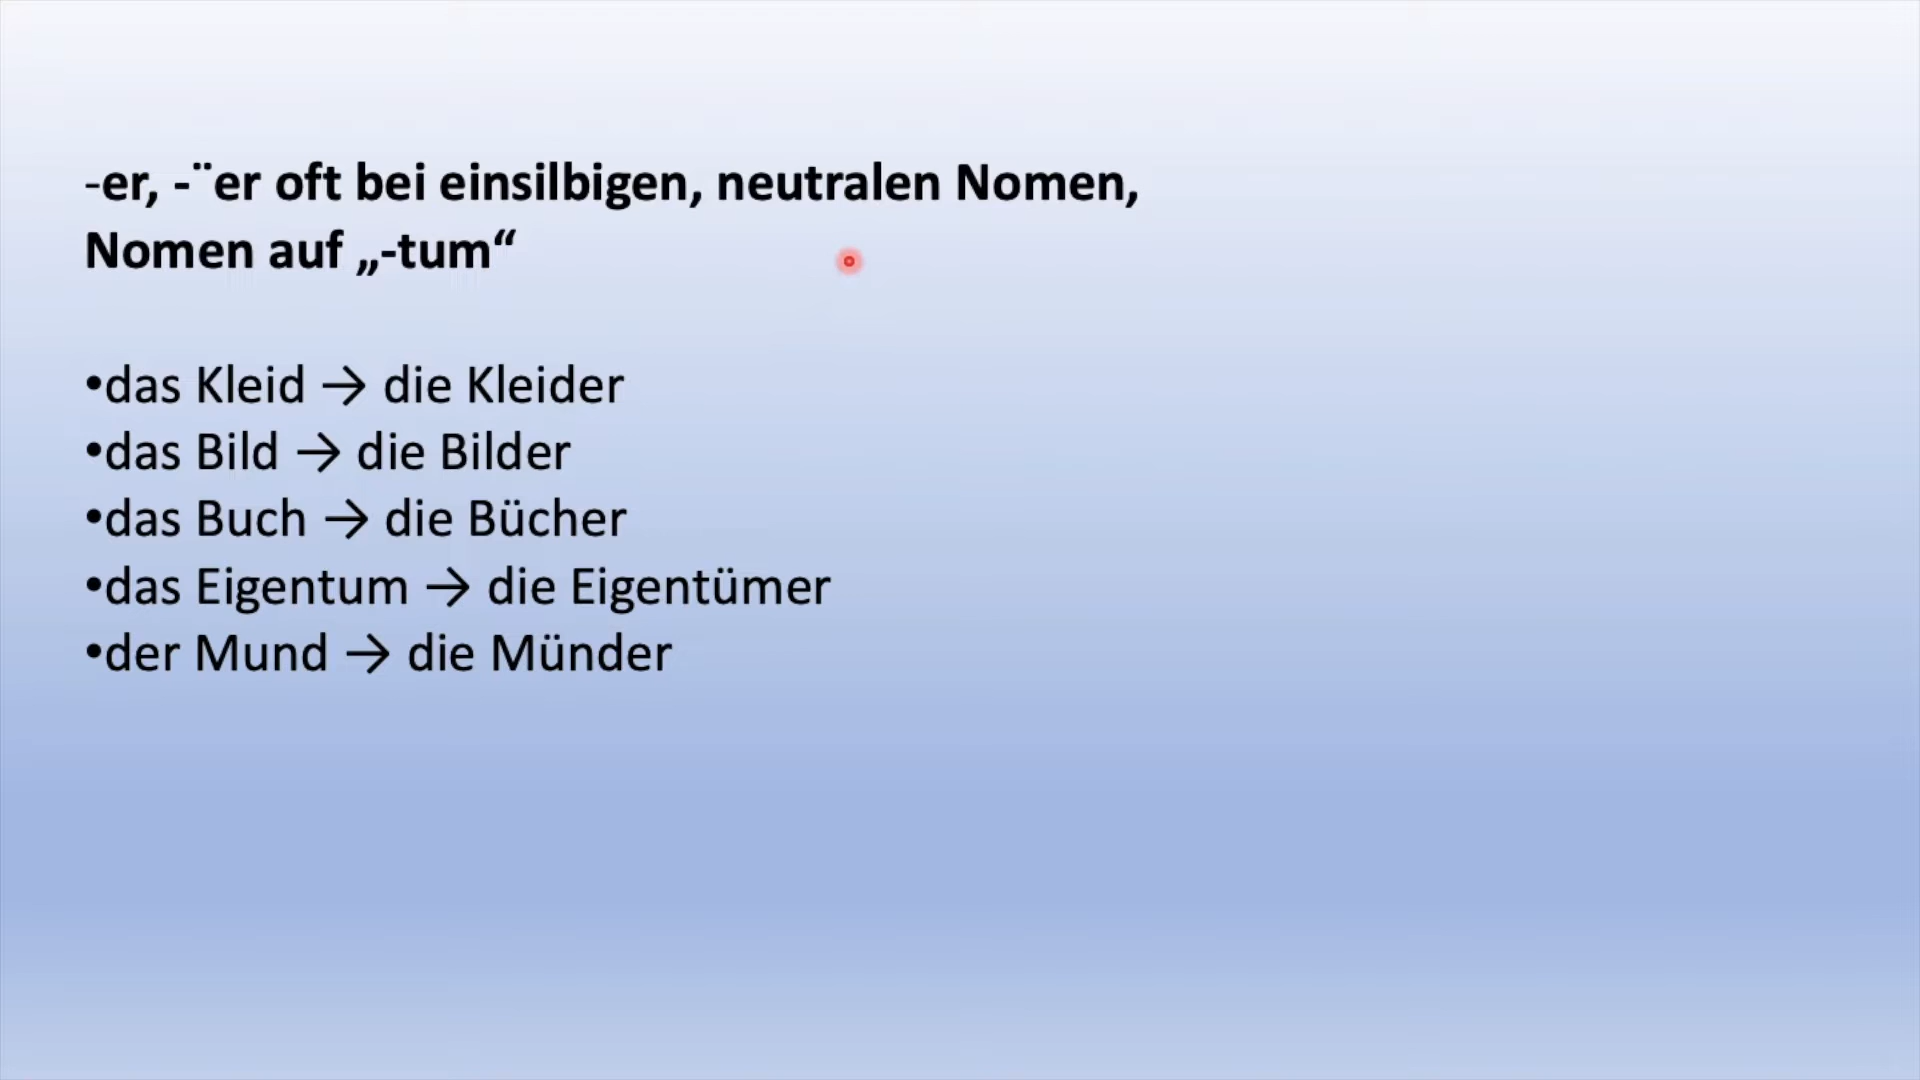 -er, -¨er oft bei einsilbigen, neutralen Nomen,
Nomen auf „-tum“
•das Kleid → die Kleider
•das Bild → die Bilder
•das Buch → die Bücher
•das Eigentum → die Eigentümer
•der Mund → die Münder